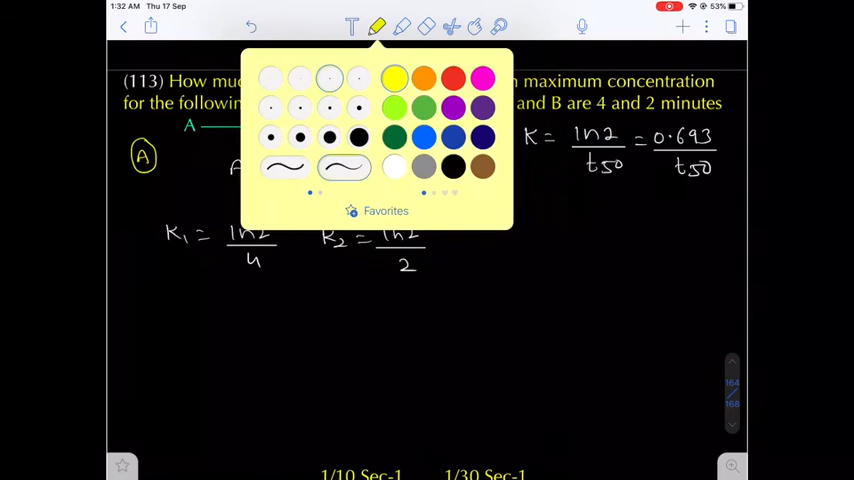 1:32 AM Thu 17 Sep 53%
(113) How muc n maximum concentration
for the following and B are 4 and 2 minutes
A
A K = ln2 / t50 = 0.693 / t50
K1 = ln2 / 4 K2 = ln2 / 2
Favorites
164
168
1/10 Sec-1 1/30 Sec-1